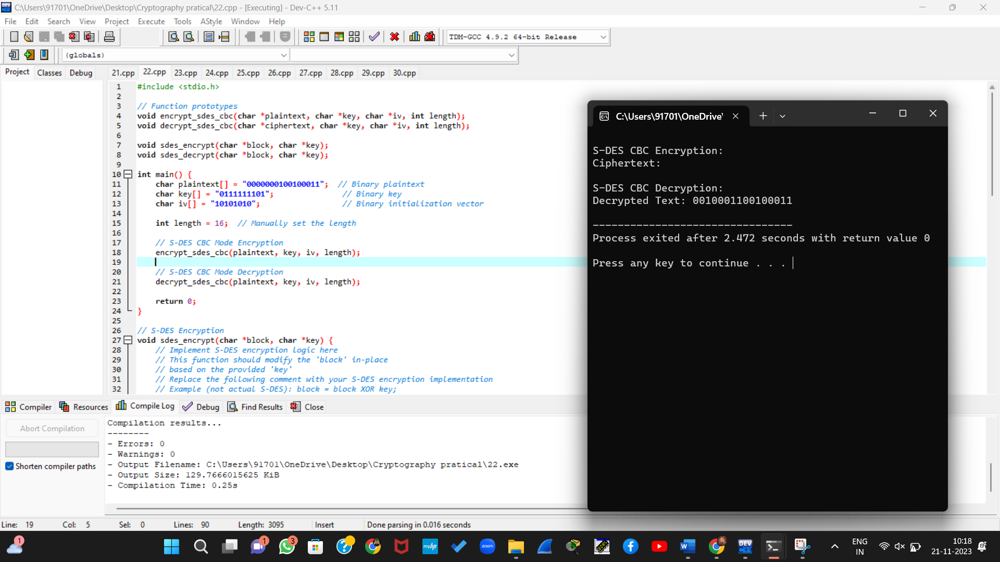 C:\Users\91701\OneDrive\Desktop\Cryptography pratical\22.cpp - [Executing] - Dev-C++ 5.11
File Edit Search View Project Execute Tools AStyle Window Help
TDM-GCC 4.9.2 64-bit Release
(globals)
Project Classes Debug
21.cpp 22.cpp 23.cpp 24.cpp 25.cpp 26.cpp 27.cpp 28.cpp 29.cpp 30.cpp
1 #include <stdio.h>
2
3 // Function prototypes
4 void encrypt_sdes_cbc(char *plaintext, char *key, char *iv, int length);
5 void decrypt_sdes_cbc(char *ciphertext, char *key, char *iv, int length);
6
7 void sdes_encrypt(char *block, char *key);
8 void sdes_decrypt(char *block, char *key);
9
10 int main() {
11 char plaintext[] = "0000000100100011"; // Binary plaintext
12 char key[] = "0111111101"; // Binary key
13 char iv[] = "10101010"; // Binary initialization vector
14
15 int length = 16; // Manually set the length
16
17 // S-DES CBC Mode Encryption
18 encrypt_sdes_cbc(plaintext, key, iv, length);
19
20 // S-DES CBC Mode Decryption
21 decrypt_sdes_cbc(plaintext, key, iv, length);
22
23 return 0;
24 }
25
26 // S-DES Encryption
27 void sdes_encrypt(char *block, char *key) {
28 // Implement S-DES encryption logic here
29 // This function should modify the 'block' in-place
30 // based on the provided 'key'
31 // Replace the following comment with your S-DES encryption implementation
32 // Example (not actual S-DES): block = block XOR key;
C:\Users\91701\OneDrive\
S-DES CBC Encryption:
Ciphertext:
S-DES CBC Decryption:
Decrypted Text: 0010001100100011
--------------------------------
Process exited after 2.472 seconds with return value 0
Press any key to continue . . .
Compiler Resources Compile Log Debug Find Results Close
Abort Compilation
Shorten compiler paths
Compilation results...
--------
- Errors: 0
- Warnings: 0
- Output Filename: C:\Users\91701\OneDrive\Desktop\Cryptography pratical\22.exe
- Output Size: 129.7666015625 KiB
- Compilation Time: 0.25s
Line: 19 Col: 5 Sel: 0 Lines: 90 Length: 3095 Insert Done parsing in 0.016 seconds
1
1
3
myhp
zoom
W
DEV
C++
ENG
IN
10:18
21-11-2023